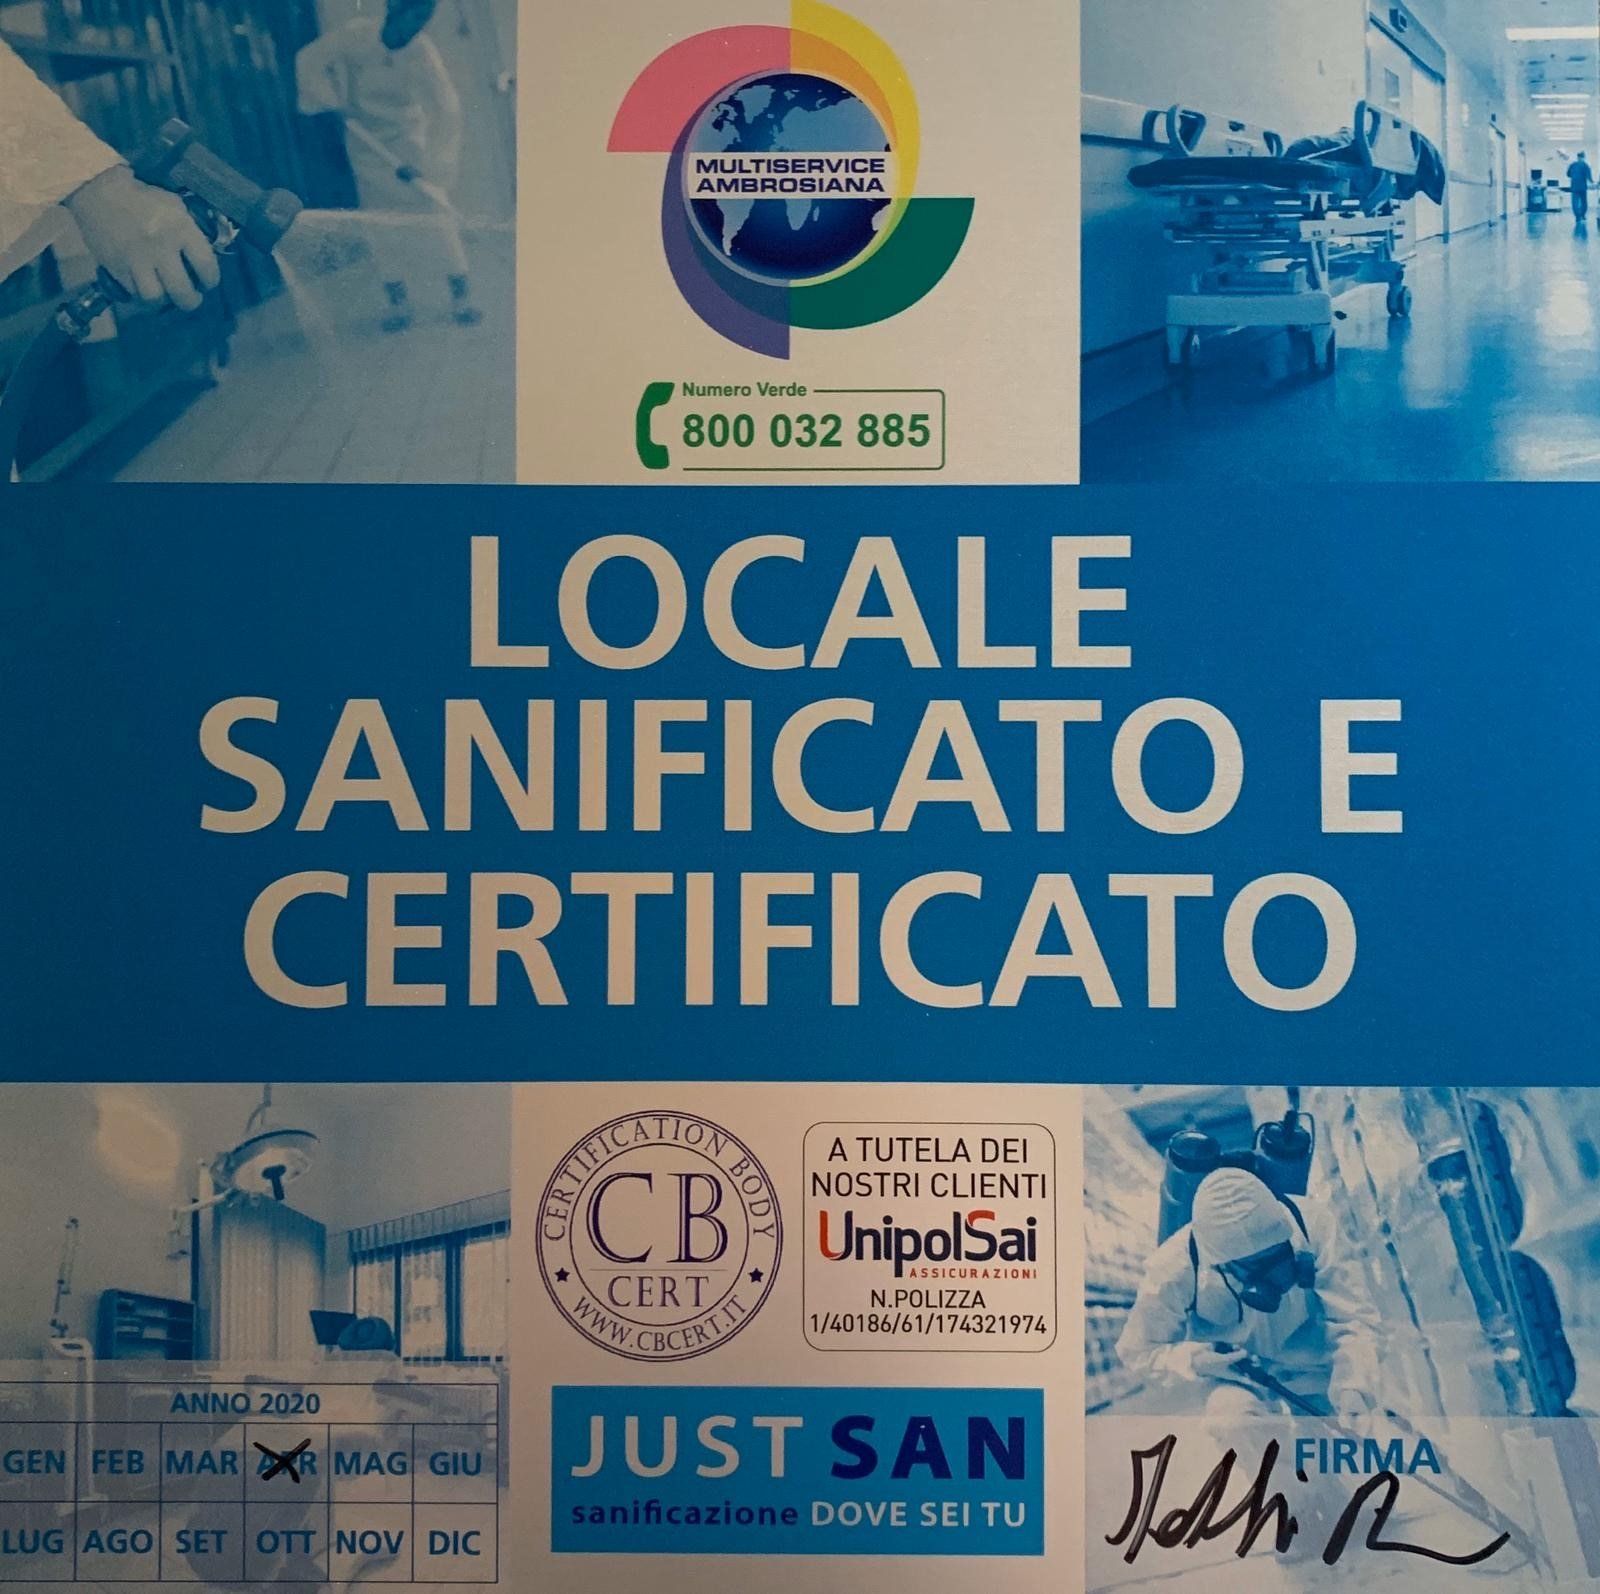 MULTISERVICE
AMBROSIANA
Numero Verde
800 032 885
LOCALE
SANIFICATO E
CERTIFICATO
CERTIFICATION BODY
CB
CERT
WWW.CBCERT.IT
A TUTELA DEI
NOSTRI CLIENTI
UnipolSai
ASSICURAZIONI
N.POLIZZA
1/40186/61/174321974
ANNO 2020
GEN FEB MAR APR MAG GIU
LUG AGO SET OTT NOV DIC
JUST SAN
sanificazione DOVE SEI TU
FIRMA